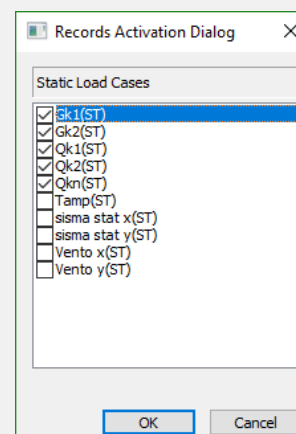 Records Activation Dialog
Static Load Cases
Gk1(ST)
Gk2(ST)
Qk1(ST)
Qk2(ST)
Qkn(ST)
Tamp(ST)
sisma stat x(ST)
sisma stat y(ST)
Vento x(ST)
Vento y(ST)
OK Cancel